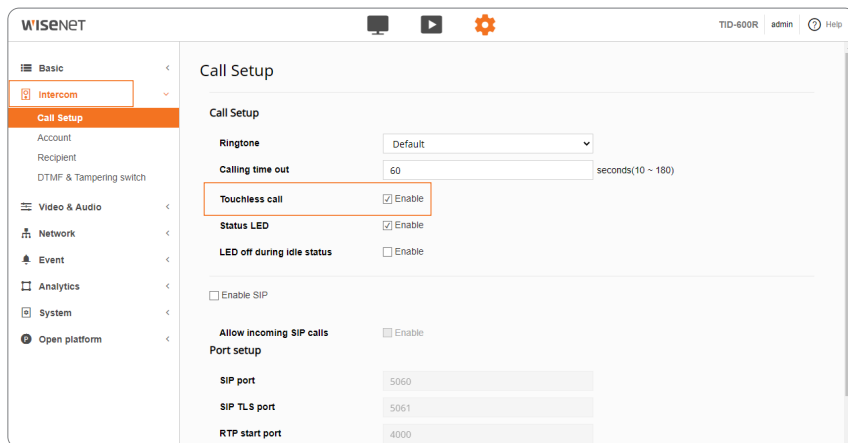 WISENET
TID-600R admin ? Help
Basic
Intercom
Call Setup
Account
Recipient
DTMF & Tampering switch
Video & Audio
Network
Event
Analytics
System
Open platform
Call Setup
Call Setup
Ringtone Default
Calling time out 60 seconds(10 ~ 180)
Touchless call Enable
Status LED Enable
LED off during idle status Enable
Enable SIP
Allow incoming SIP calls Enable
Port setup
SIP port 5060
SIP TLS port 5061
RTP start port 4000